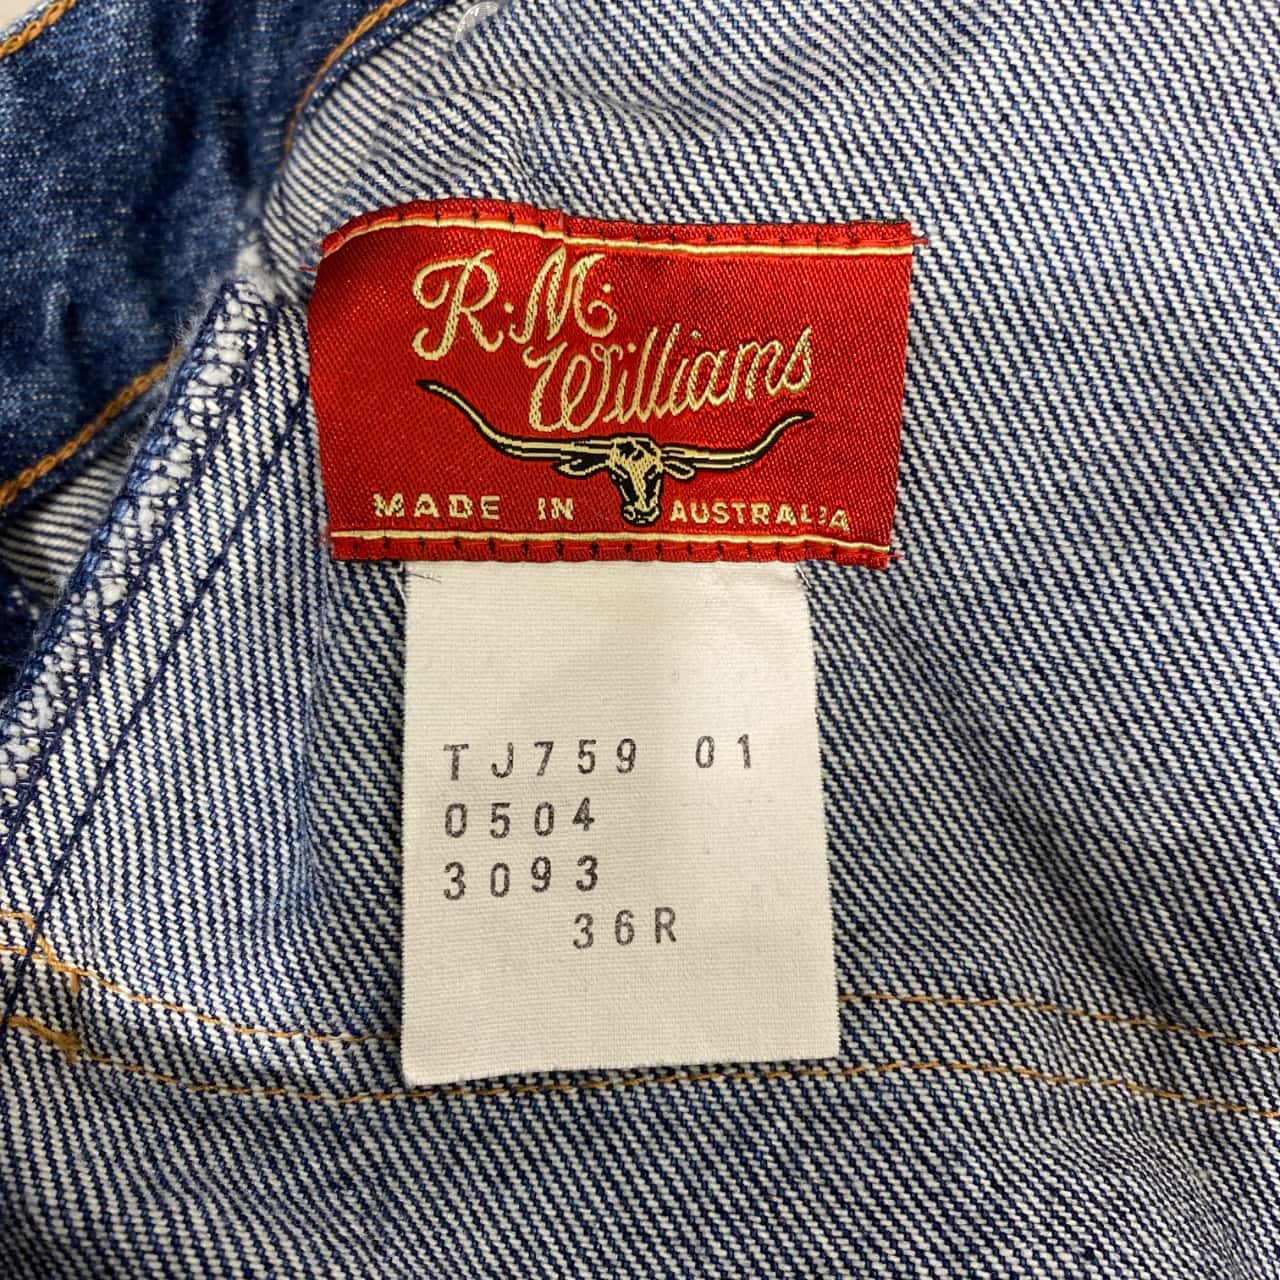 R.M.
Williams
MADE IN AUSTRALIA
TJ759 01
0504
3093
36R